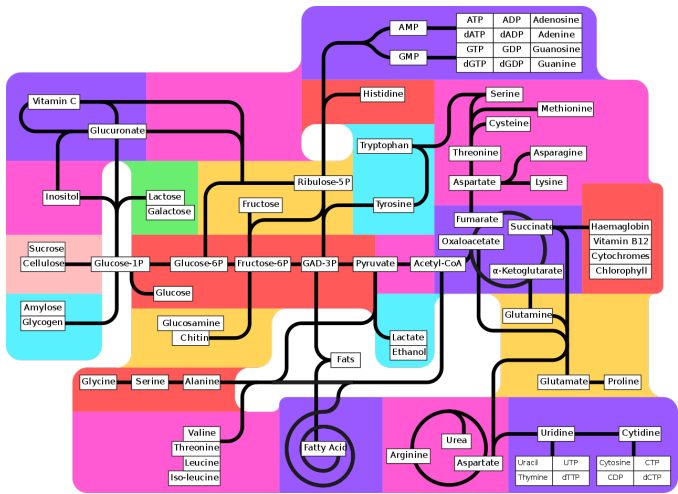 AMP
ATP ADP Adenosine
dATP dADP Adenine
GMP
GTP GDP Guanosine
dGTP dGDP Guanine
Vitamin C
Histidine
Serine
Methionine
Cysteine
Glucuronate
Tryptophan
Threonine
Asparagine
Ribulose-5P
Aspartate
Lysine
Inositol
Lactose
Galactose
Fructose
Tyrosine
Fumarate
Succinate
Haemaglobin
Vitamin B12
Cytochromes
Chlorophyll
Oxaloacetate
Sucrose
Cellulose
Glucose-1P
Glucose-6P
Fructose-6P
GAD-3P
Pyruvate
Acetyl-CoA
α-Ketoglutarate
Glucose
Amylose
Glycogen
Glucosamine
Chitin
Glutamine
Lactate
Ethanol
Fats
Glycine
Serine
Alanine
Glutamate
Proline
Valine
Threonine
Leucine
Iso-leucine
Fatty Acid
Urea
Arginine
Aspartate
Uridine
Cytidine
Uracil UTP
Thymine dTTP
Cytosine CTP
CDP dCTP